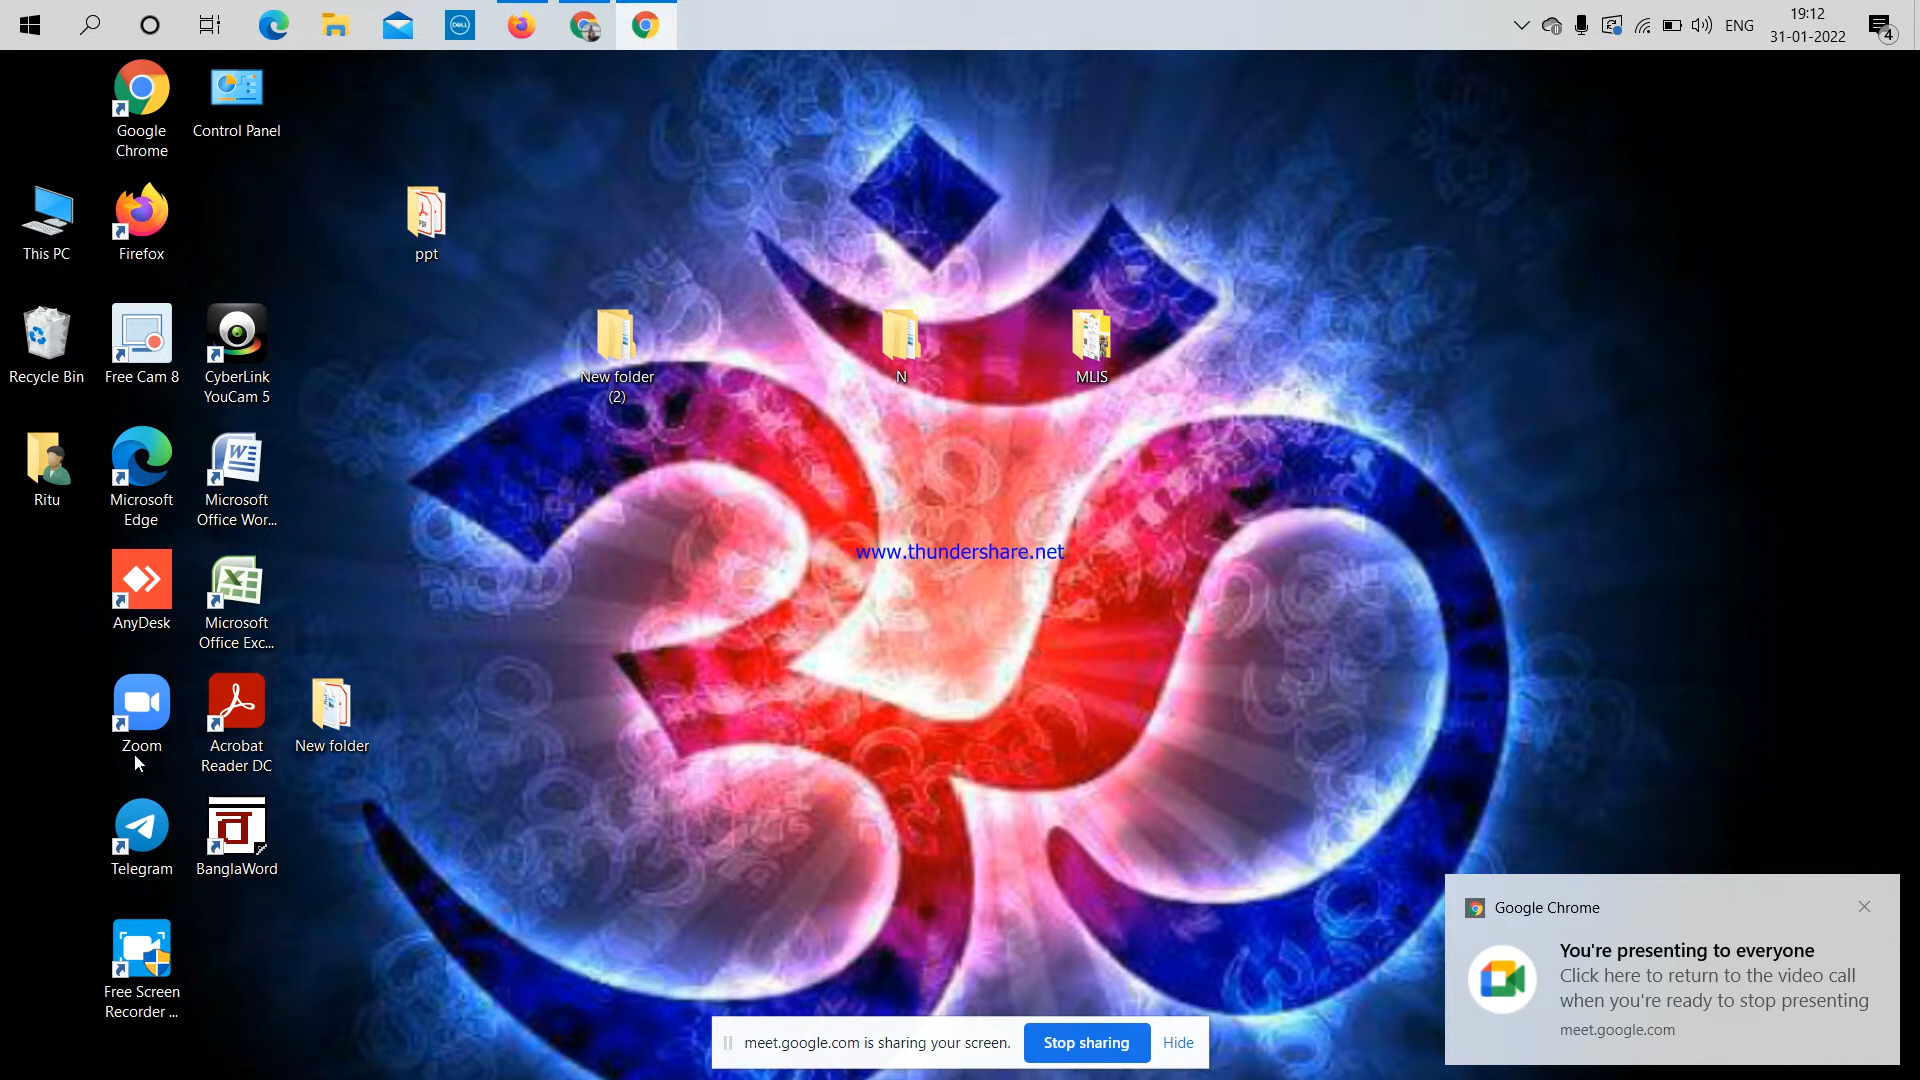 ENG
19:12
31-01-2022
4
Google
Chrome
Control Panel
This PC
Firefox
ppt
Recycle Bin
Free Cam 8
CyberLink
YouCam 5
New folder
(2)
N
MLIS
Ritu
Microsoft
Edge
Microsoft
Office Wor...
www.thundershare.net
AnyDesk
Microsoft
Office Exc...
Zoom
Acrobat
Reader DC
New folder
Telegram
BanglaWord
Free Screen
Recorder ...
Google Chrome
You're presenting to everyone
Click here to return to the video call
when you're ready to stop presenting
meet.google.com
meet.google.com is sharing your screen.
Stop sharing
Hide